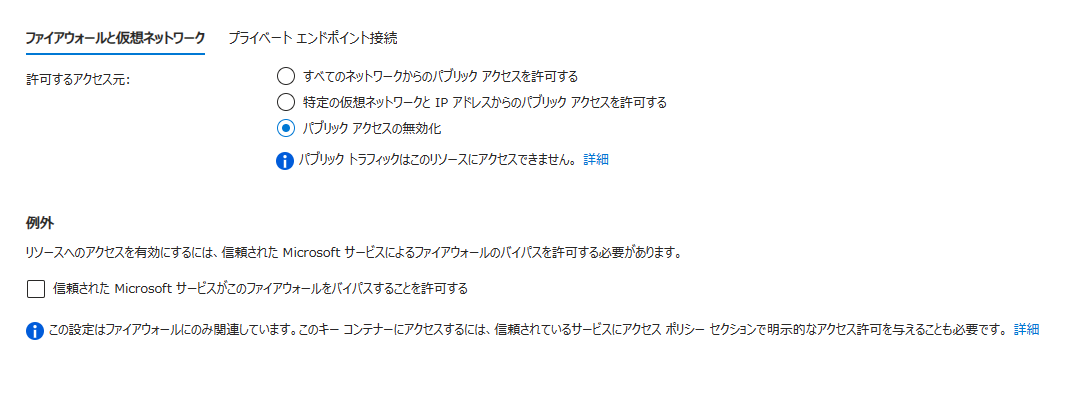 ファイアウォールと仮想ネットワーク プライベート エンドポイント接続
許可するアクセス元:
すべてのネットワークからのパブリック アクセスを許可する
特定の仮想ネットワークと IP アドレスからのパブリック アクセスを許可する
パブリック アクセスの無効化
パブリック トラフィックはこのリソースにアクセスできません。 詳細
例外
リソースへのアクセスを有効にするには、信頼された Microsoft サービスによるファイアウォールのバイパスを許可する必要があります。
信頼された Microsoft サービスがこのファイアウォールをバイパスすることを許可する
この設定はファイアウォールにのみ関連しています。このキー コンテナーにアクセスするには、信頼されているサービスにアクセス ポリシー セクションで明示的なアクセス許可を与えることも必要です。 詳細